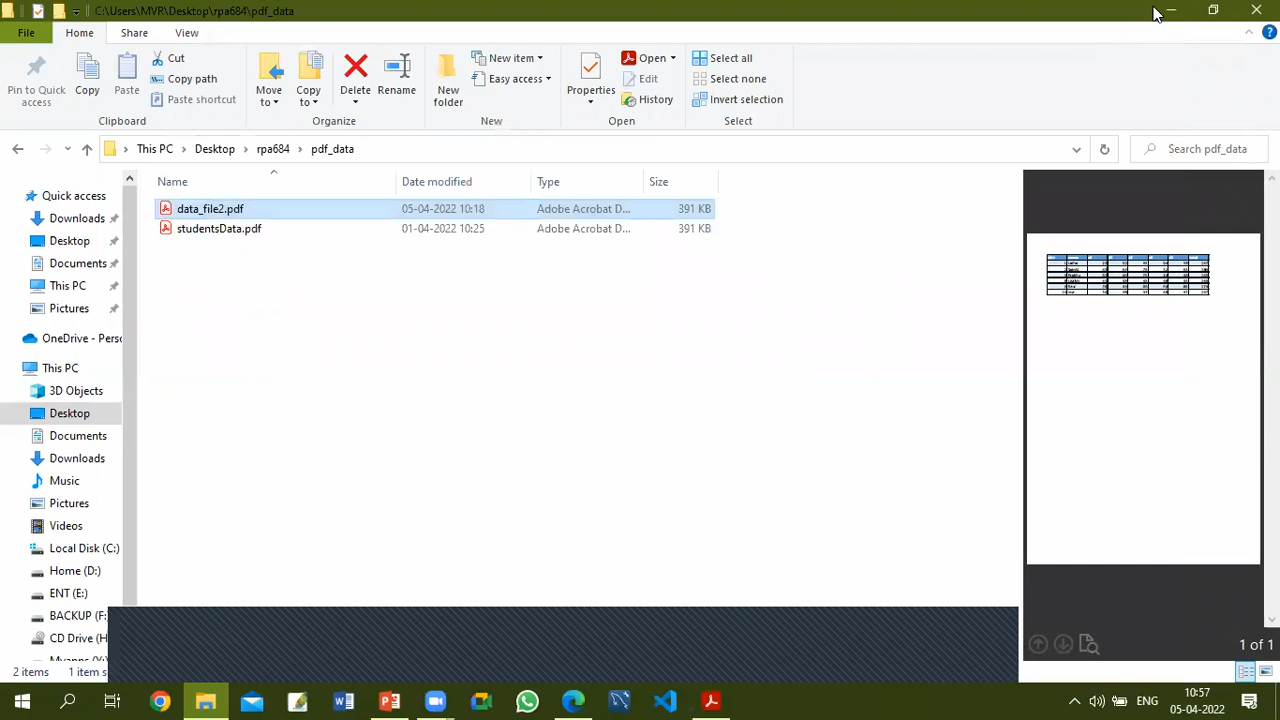 C:\Users\MVR\Desktop\rpa684\pdf_data
File Home Share View
Pin to Quick access
Copy
Paste
Cut
Copy path
Paste shortcut
Clipboard
Move to
Copy to
Delete
Rename
Organize
New folder
New item
Easy access
New
Properties
Open
Edit
History
Open
Select all
Select none
Invert selection
Select
This PC Desktop rpa684 pdf_data
Search pdf_data
Name Date modified Type Size
data_file2.pdf 05-04-2022 10:18 Adobe Acrobat D... 391 KB
studentsData.pdf 01-04-2022 10:25 Adobe Acrobat D... 391 KB
Quick access
Downloads
Desktop
Documents
This PC
Pictures
OneDrive - Perso
This PC
3D Objects
Desktop
Documents
Downloads
Music
Pictures
Videos
Local Disk (C:)
Home (D:)
ENT (E:)
BACKUP (F:
CD Drive (H
1 of 1
2 items 1 item s
ENG
10:57
05-04-2022